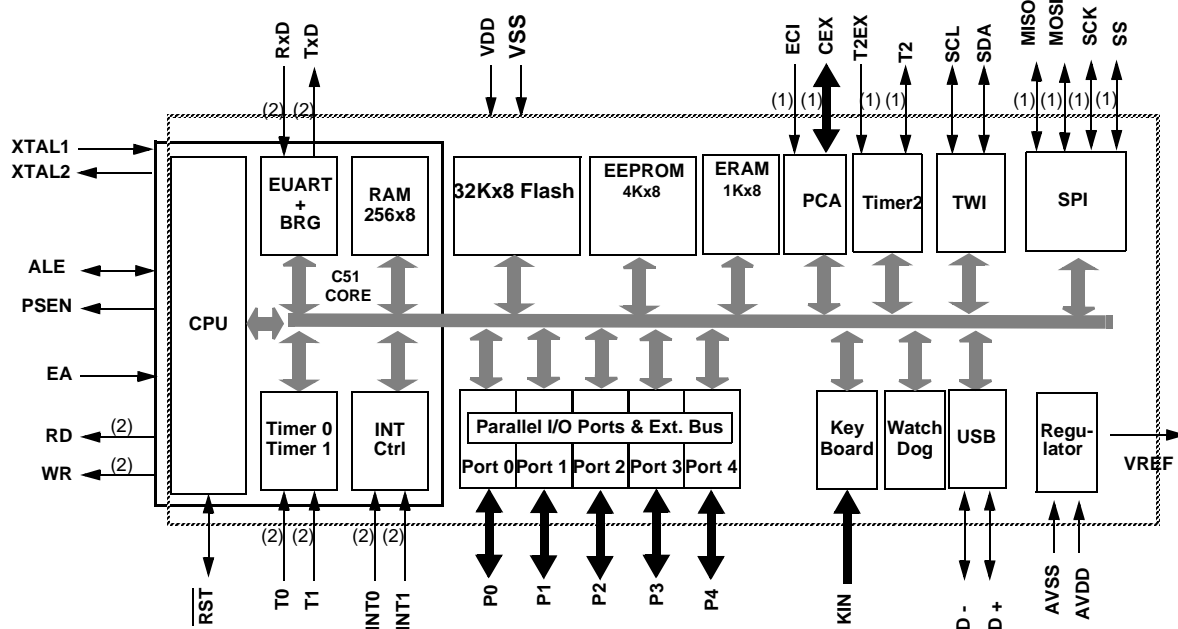 RxD TxD VDD VSS ECI CEX T2EX T2 SCL SDA MISO MOSI SCK SS
(2) (2) (1) (1) (1) (1) (1) (1) (1) (1)
XTAL1
XTAL2
ALE
PSEN
EA
RD (2)
WR (2)
CPU
EUART
+
BRG
RAM
256x8
C51
CORE
32Kx8 Flash
EEPROM
4Kx8
ERAM
1Kx8
PCA
Timer2
TWI
SPI
Timer 0
Timer 1
INT
Ctrl
Parallel I/O Ports & Ext. Bus
Port 0 Port 1 Port 2 Port 3 Port 4
Key
Board
Watch
Dog
USB
Regu-
lator
VREF
(2) (2) (2) (2)
RST T0 T1 INT0 INT1 P0 P1 P2 P3 P4 KIN D - D + AVSS AVDD